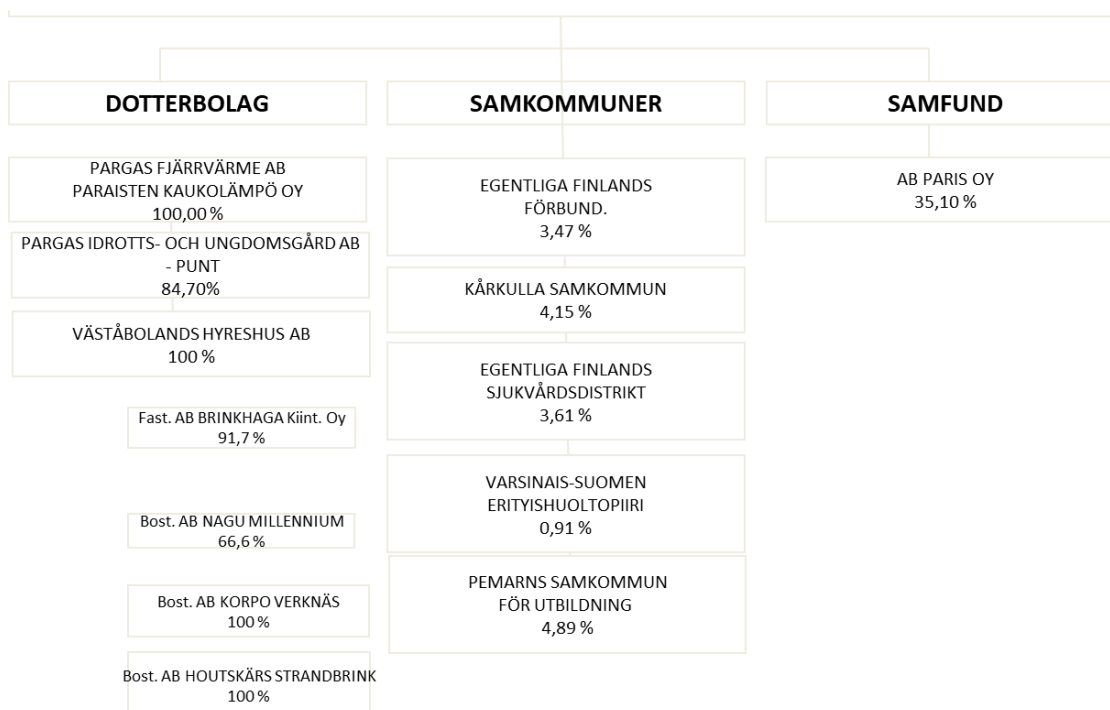 DOTTERBOLAG
PARGAS FJÄRRVÄRME AB
PARAISTEN KAUKOLÄMPÖ OY
100,00 %
PARGAS IDROTTS- OCH UNGDOMSGÅRD AB
- PUNT
84,70%
VÄSTÅBOLANDS HYRESHUS AB
100 %
Fast. AB BRINKHAGA Kiint. Oy
91,7 %
Bost. AB NAGU MILLENNIUM
66,6 %
Bost. AB KORPO VERKNÄS
100 %
Bost. AB HOUTSKÄRS STRANDBRINK
100 %
SAMKOMMUNER
EGENTLIGA FINLANDS
FÖRBUND.
3,47 %
KÅRKULLA SAMKOMMUN
4,15 %
EGENTLIGA FINLANDS
SJUKVÅRDSDISTRIKT
3,61 %
VARSINAIS-SUOMEN
ERITYISHUOLTOPIIRI
0,91 %
PEMARNS SAMKOMMUN
FÖR UTBILDNING
4,89 %
SAMFUND
AB PARIS OY
35,10 %